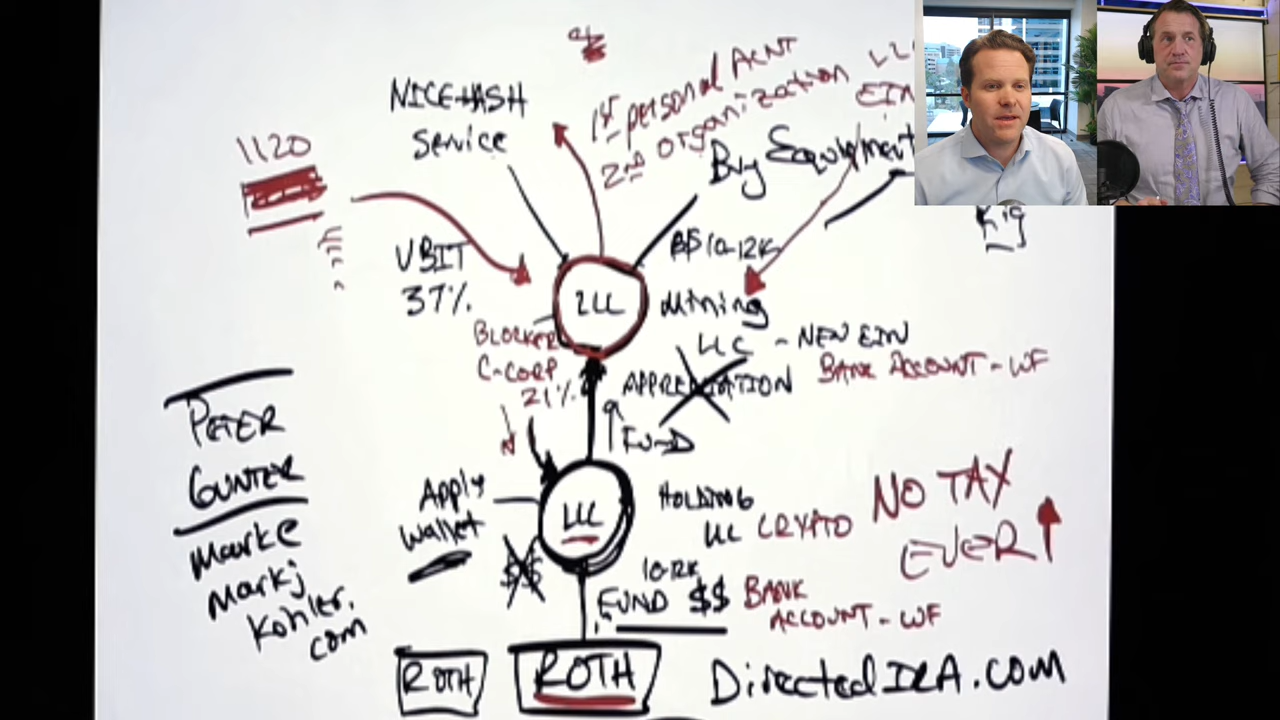 NICEHASH
Service
1st personal ACNT
2nd organization
EIN
Buy Equipment
Rig
1120
UBIT
37%
LLC
$10-12K
Mining
LLC - NEW EIN
BLOCKER
C-CORP
21%
APPRECIATION
BANK ACCOUNT - WF
FUND
PETER
GUNTER
Marke
Markj
Kohler.
com
Apply
Wallet
LLC
HOLDING
LLC CRYPTO
NO TAX
EVER
$$
10-12K
FUND $$
BANK
ACCOUNT - WF
ROTH
ROTH
DirectedIRA.com